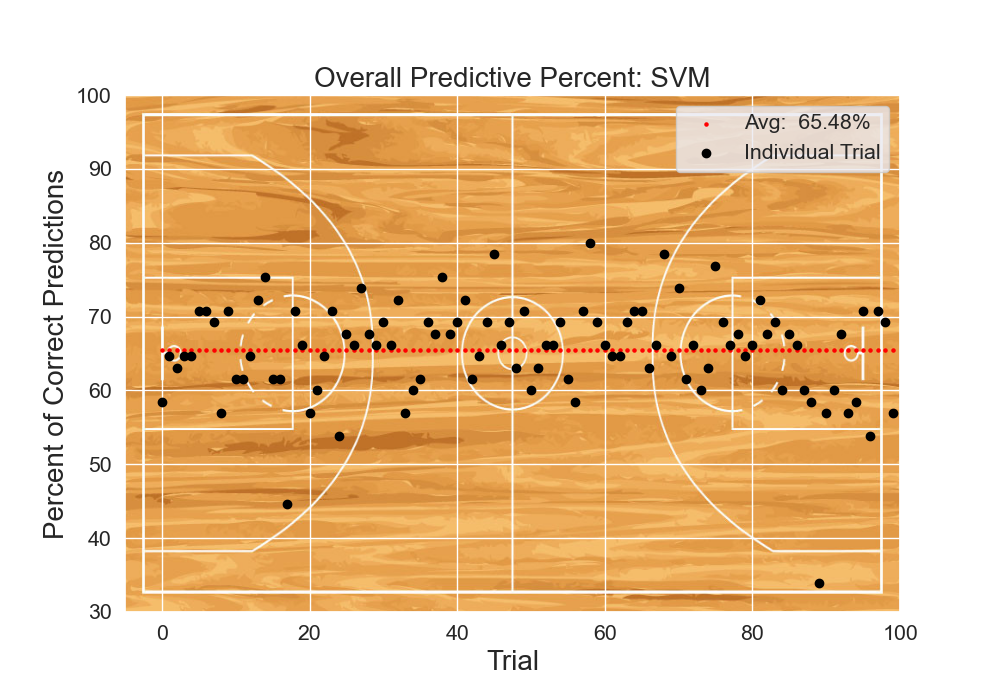 Overall Predictive Percent: SVM
Avg:  65.48%
Individual Trial
Percent of Correct Predictions
100
90
80
70
60
50
40
30
0 20 40 60 80 100
Trial